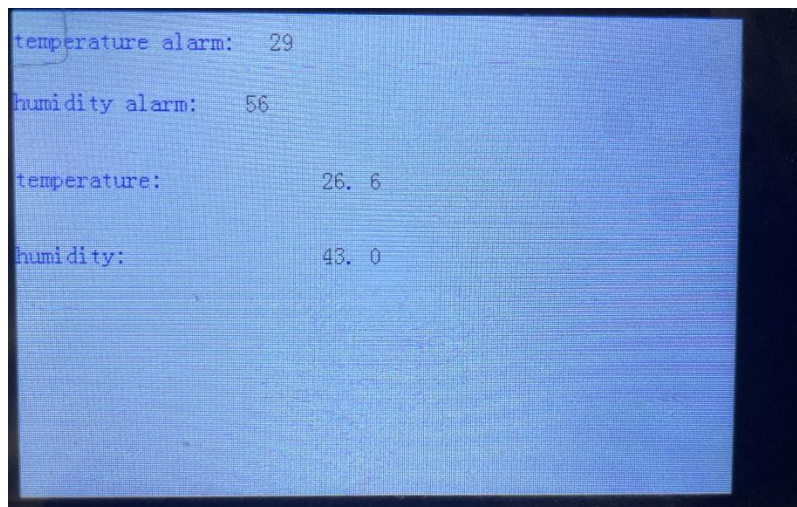 temperature alarm: 29
humidity alarm: 56
temperature: 26. 6
humidity: 43. 0